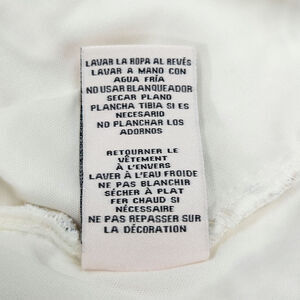 LAVAR LA ROPA AL REVÉS
LAVAR A MANO CON
AGUA FRÍA
NO USAR BLANQUEADOR
SECAR PLANO
PLANCHA TIBIA SI ES
NECESARIO
NO PLANCHAR LOS
ADORNOS
RETOURNER LE
VÊTEMENT
À L'ENVERS
LAVER À L'EAU FROIDE
NE PAS BLANCHIR
SÉCHER À PLAT
FER CHAUD SI
NÉCESSAIRE
NE PAS REPASSER SUR
LA DÉCORATION